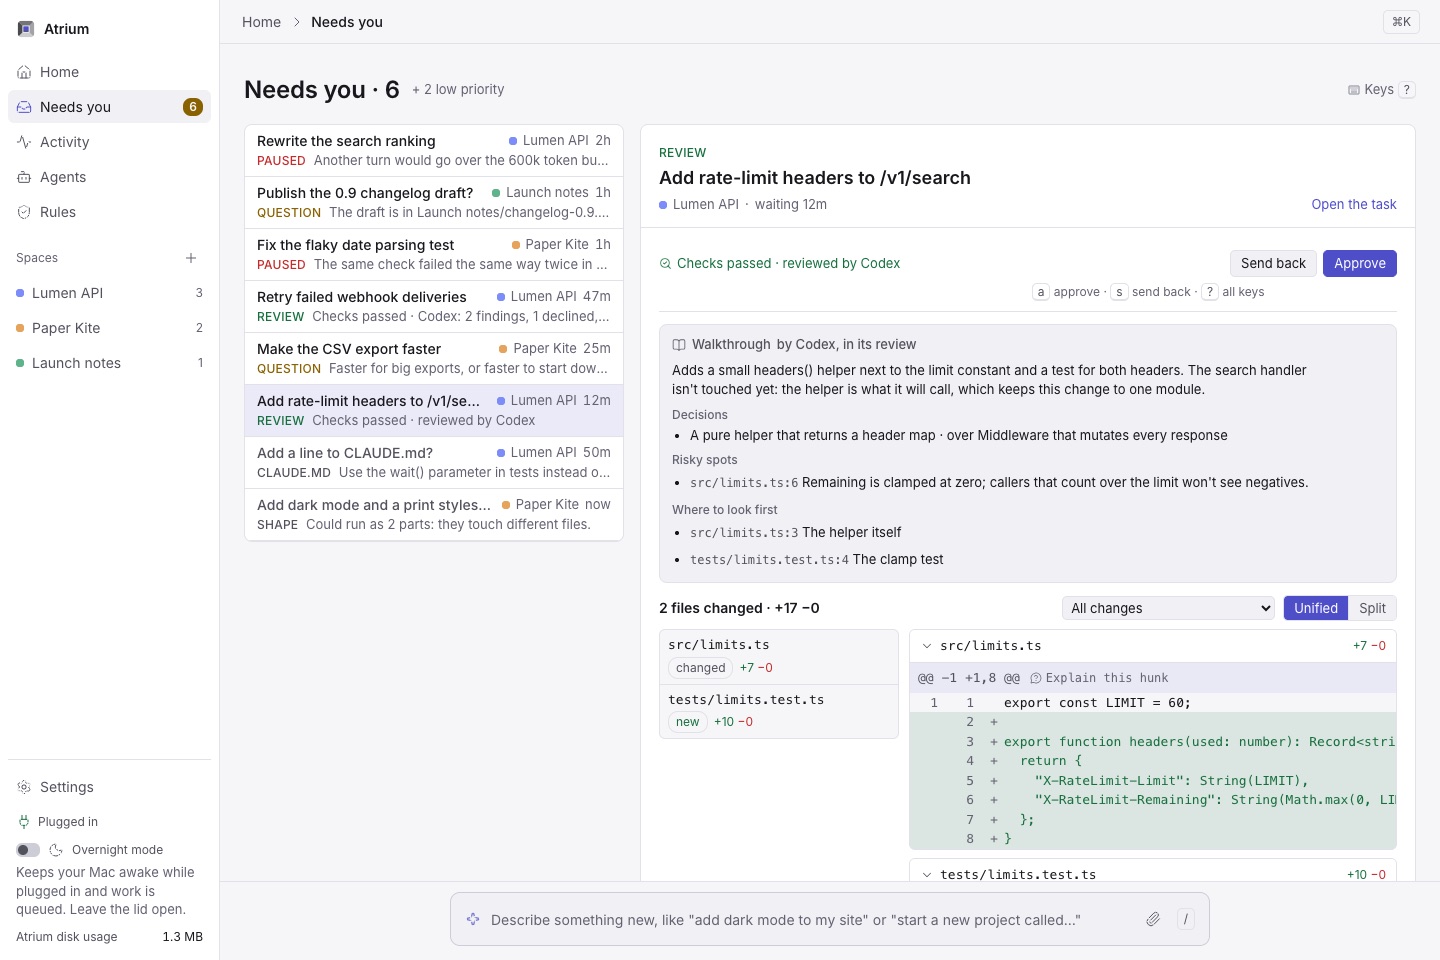 Atrium
Home
Needs you 6
Activity
Agents
Rules
Spaces
Lumen API 3
Paper Kite 2
Launch notes 1
Settings
Plugged in
Overnight mode
Keeps your Mac awake while
plugged in and work is
queued. Leave the lid open.
Atrium disk usage 1.3 MB
Home > Needs you
⌘K
Needs you · 6 + 2 low priority
Keys ?
Rewrite the search ranking Lumen API 2h
PAUSED Another turn would go over the 600k token bu...
Publish the 0.9 changelog draft? Launch notes 1h
QUESTION The draft is in Launch notes/changelog-0.9....
Fix the flaky date parsing test Paper Kite 1h
PAUSED The same check failed the same way twice in ...
Retry failed webhook deliveries Lumen API 47m
REVIEW Checks passed · Codex: 2 findings, 1 declined,...
Make the CSV export faster Paper Kite 25m
QUESTION Faster for big exports, or faster to start dow...
Add rate-limit headers to /v1/se... Lumen API 12m
REVIEW Checks passed · reviewed by Codex
Add a line to CLAUDE.md? Lumen API 50m
CLAUDE.MD Use the wait() parameter in tests instead o...
Add dark mode and a print styles... Paper Kite now
SHAPE Could run as 2 parts: they touch different files.
REVIEW
Add rate-limit headers to /v1/search
Lumen API · waiting 12m
Open the task
Checks passed · reviewed by Codex
Send back Approve
a approve · s send back · ? all keys
Walkthrough by Codex, in its review
Adds a small headers() helper next to the limit constant and a test for both headers. The search handler
isn't touched yet: the helper is what it will call, which keeps this change to one module.
Decisions
• A pure helper that returns a header map · over Middleware that mutates every response
Risky spots
• src/limits.ts:6 Remaining is clamped at zero; callers that count over the limit won't see negatives.
Where to look first
• src/limits.ts:3 The helper itself
• tests/limits.test.ts:4 The clamp test
2 files changed · +17 −0
All changes
Unified Split
src/limits.ts
changed +7 −0
tests/limits.test.ts
new +10 −0
src/limits.ts +7 −0
@@ −1 +1,8 @@ Explain this hunk
1 1 export const LIMIT = 60;
2 +
3 + export function headers(used: number): Record<stri
4 + return {
5 + "X-RateLimit-Limit": String(LIMIT),
6 + "X-RateLimit-Remaining": String(Math.max(0, LI
7 + };
8 + }
tests/limits.test.ts +10 −0
Describe something new, like "add dark mode to my site" or "start a new project called..."
/